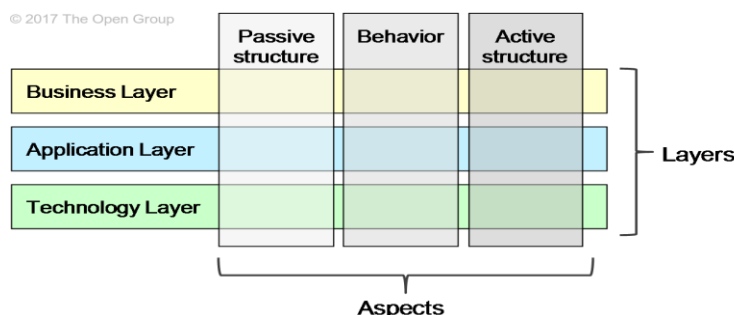 © 2017 The Open Group
Passive
structure
Behavior
Active
structure
Business Layer
Application Layer
Technology Layer
Layers
Aspects